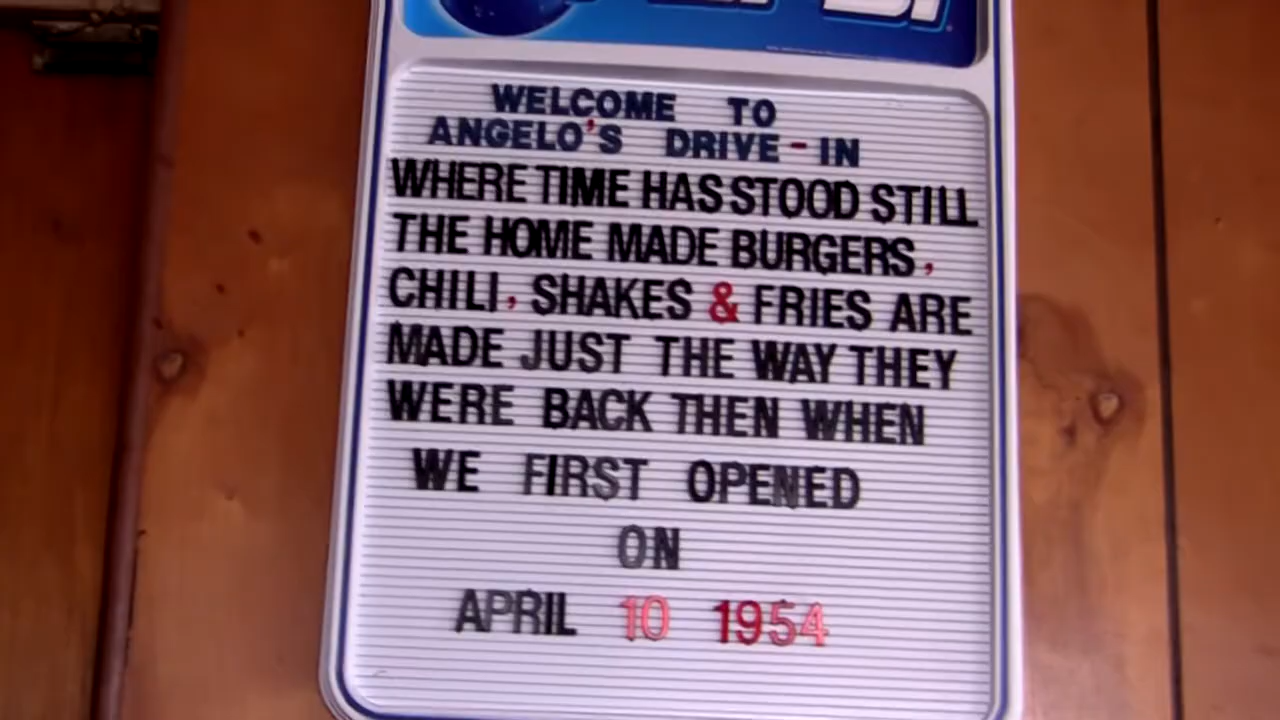 WELCOME TO
ANGELO'S DRIVE-IN
WHERE TIME HAS STOOD STILL
THE HOME MADE BURGERS,
CHILI, SHAKES & FRIES ARE
MADE JUST THE WAY THEY
WERE BACK THEN WHEN
WE FIRST OPENED
ON
APRIL 10 1954